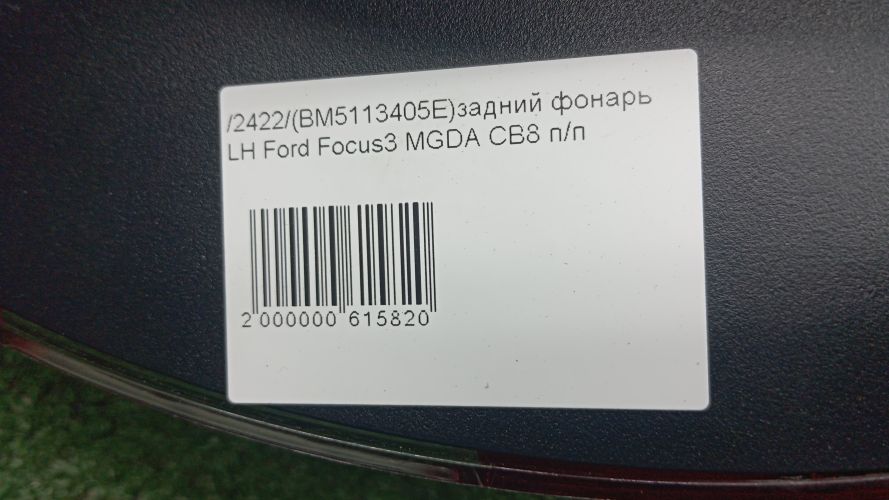 /2422/(BM5113405E)задний фонарь
LH Ford Focus3 MGDA CB8 п/п
2 000000 615820